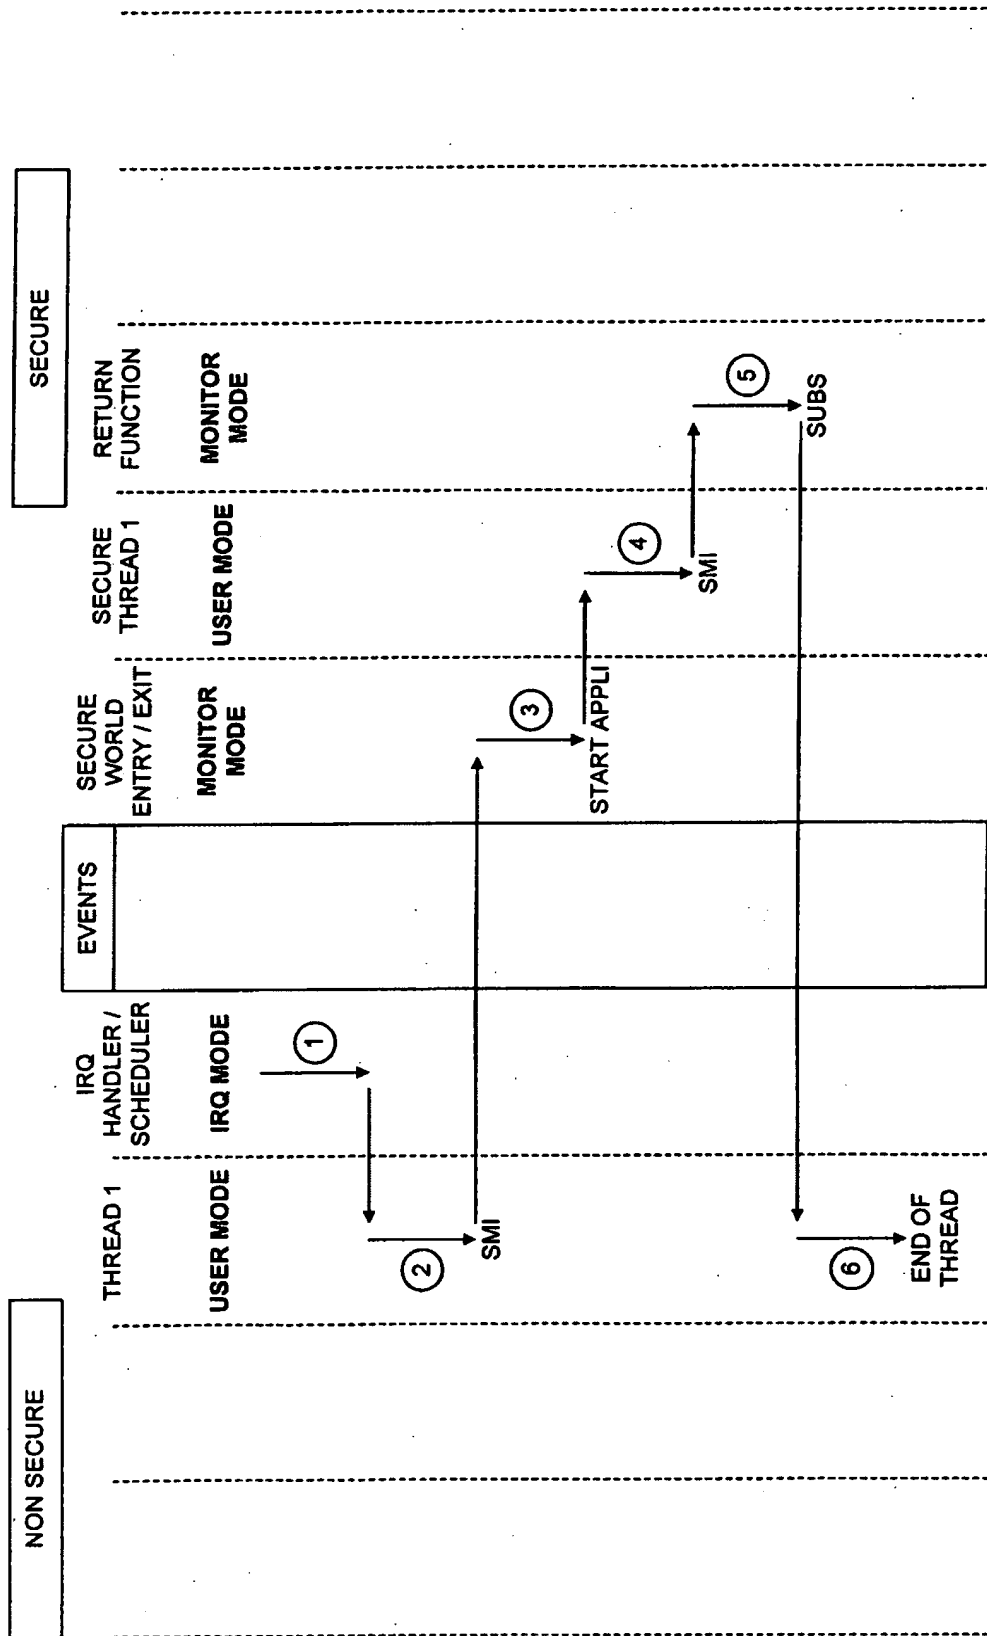 NON SECURE
SECURE
EVENTS
THREAD 1
USER MODE
IRQ
HANDLER /
SCHEDULER
IRQ MODE
SECURE
WORLD
ENTRY / EXIT
MONITOR
MODE
SECURE
THREAD 1
USER MODE
RETURN
FUNCTION
MONITOR
MODE
1
2
SMI
3
START APPLI
4
SMI
5
SUBS
6
END OF
THREAD